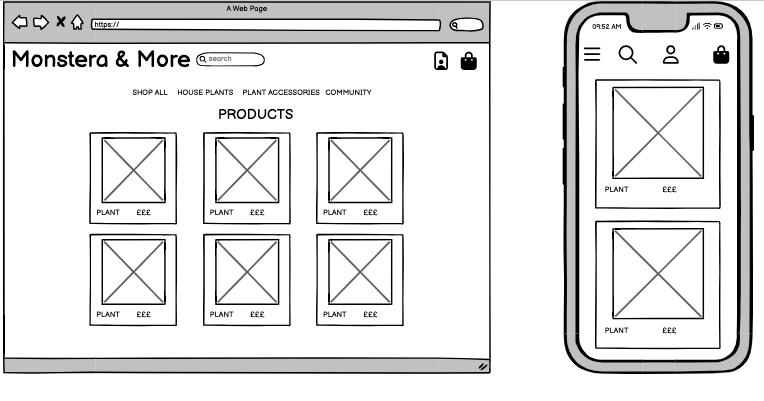 A Web Page
https://
Monstera & More
search
SHOP ALL HOUSE PLANTS PLANT ACCESSORIES COMMUNITY
PRODUCTS
PLANT £££ PLANT £££ PLANT £££
PLANT £££ PLANT £££ PLANT £££
09:52 AM
PLANT £££
PLANT £££